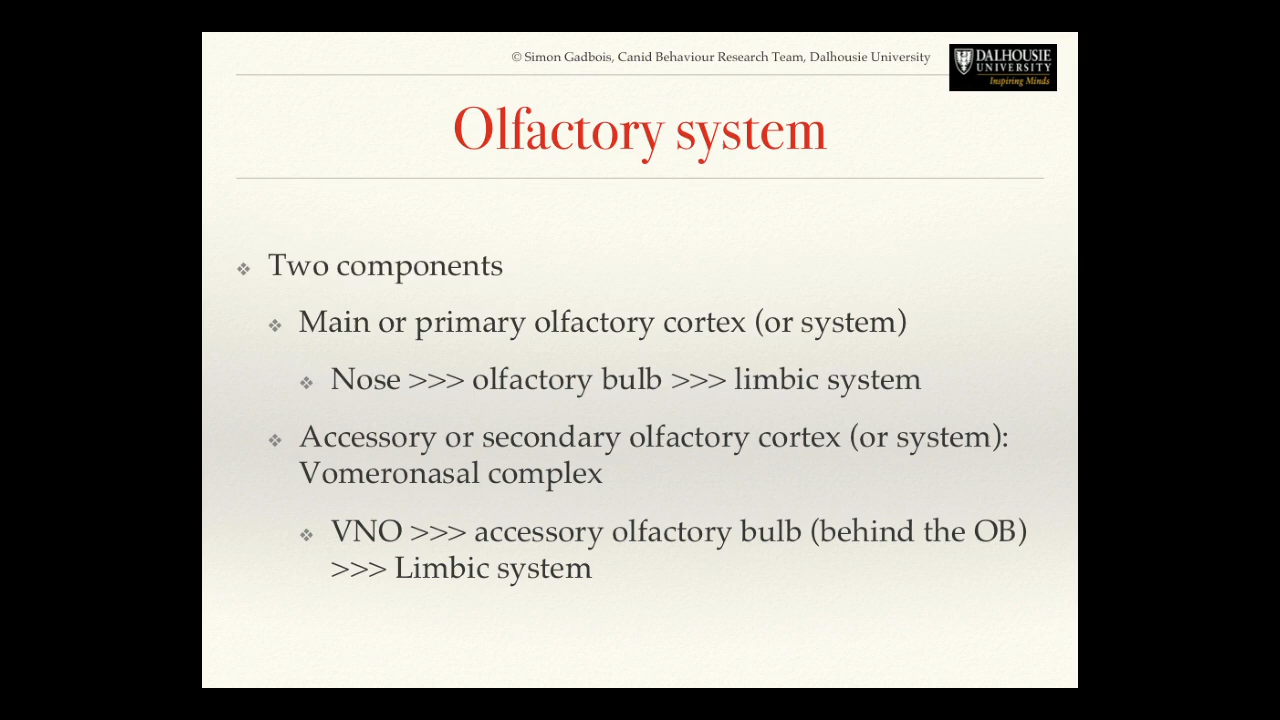 © Simon Gadbois, Canid Behaviour Research Team, Dalhousie University
DALHOUSIE
UNIVERSITY
Inspiring Minds
Olfactory system
Two components
Main or primary olfactory cortex (or system)
Nose >>> olfactory bulb >>> limbic system
Accessory or secondary olfactory cortex (or system):
Vomeronasal complex
VNO >>> accessory olfactory bulb (behind the OB)
>>> Limbic system